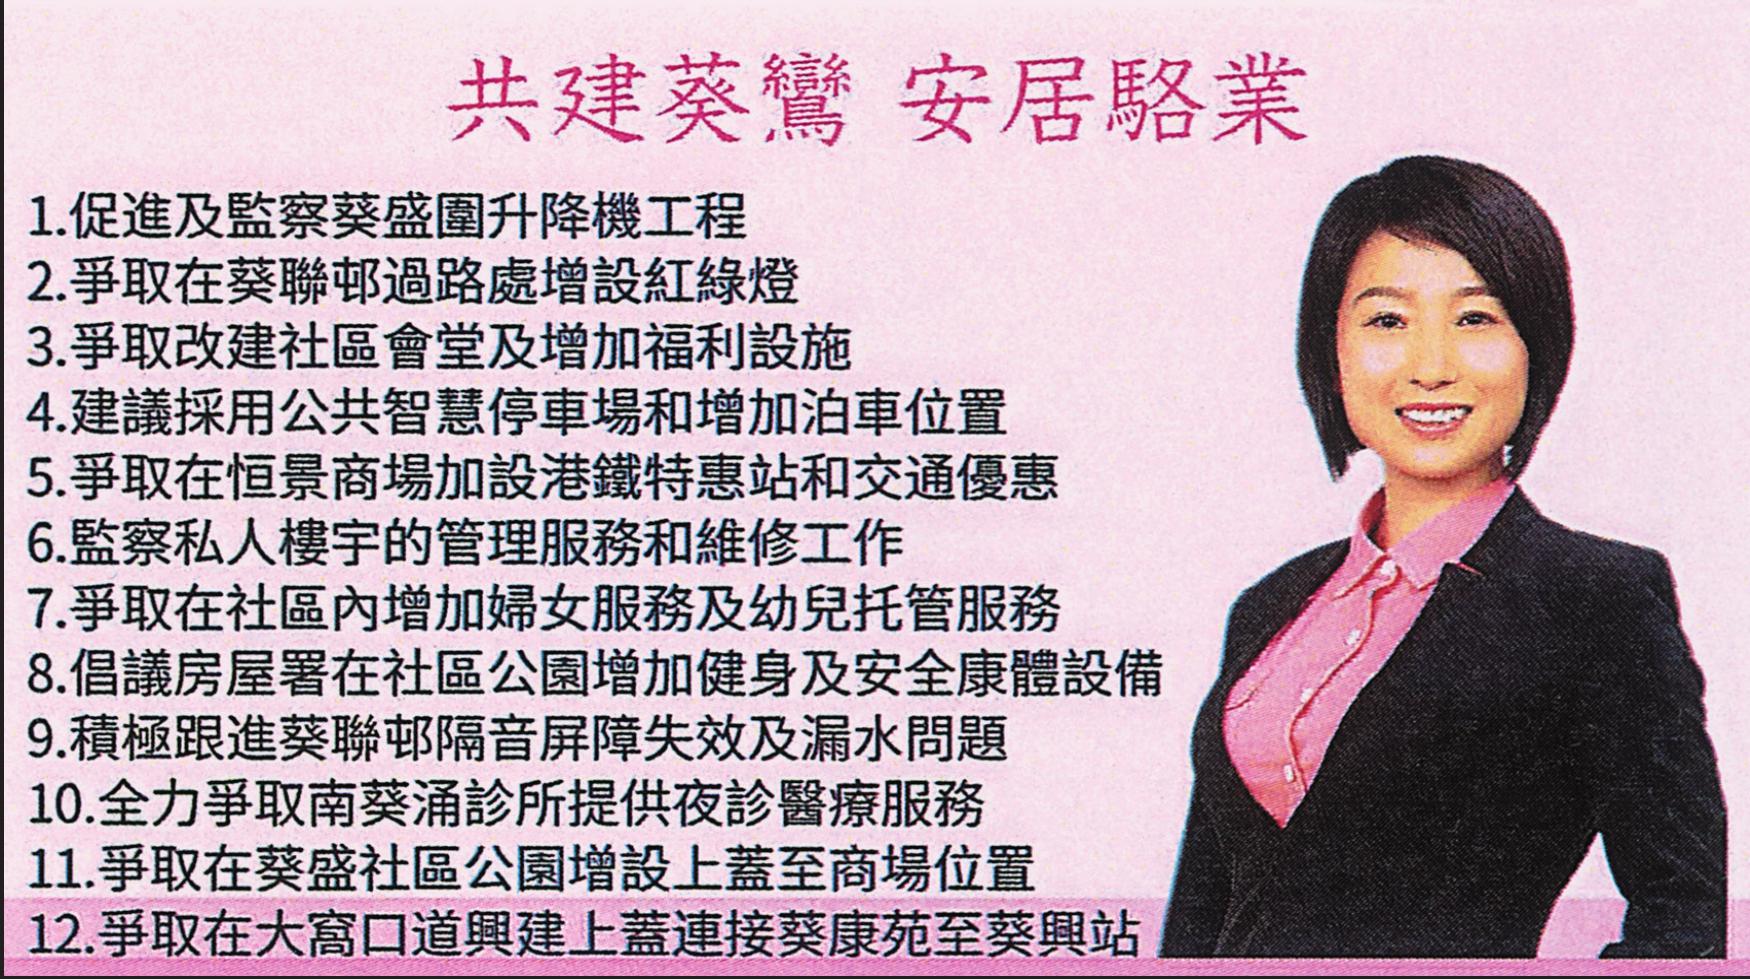 共建葵鸞 安居駱業
1.促進及監察葵盛圍升降機工程
2.爭取在葵聯邨過路處增設紅綠燈
3.爭取改建社區會堂及增加福利設施
4.建議採用公共智慧停車場和增加泊車位置
5.爭取在恒景商場加設港鐵特惠站和交通優惠
6.監察私人樓宇的管理服務和維修工作
7.爭取在社區內增加婦女服務及幼兒托管服務
8.倡議房屋署在社區公園增加健身及安全康體設備
9.積極跟進葵聯邨隔音屏障失效及漏水問題
10.全力爭取南葵涌診所提供夜診醫療服務
11.爭取在葵盛社區公園增設上蓋至商場位置
12.爭取在大窩口道興建上蓋連接葵康苑至葵興站